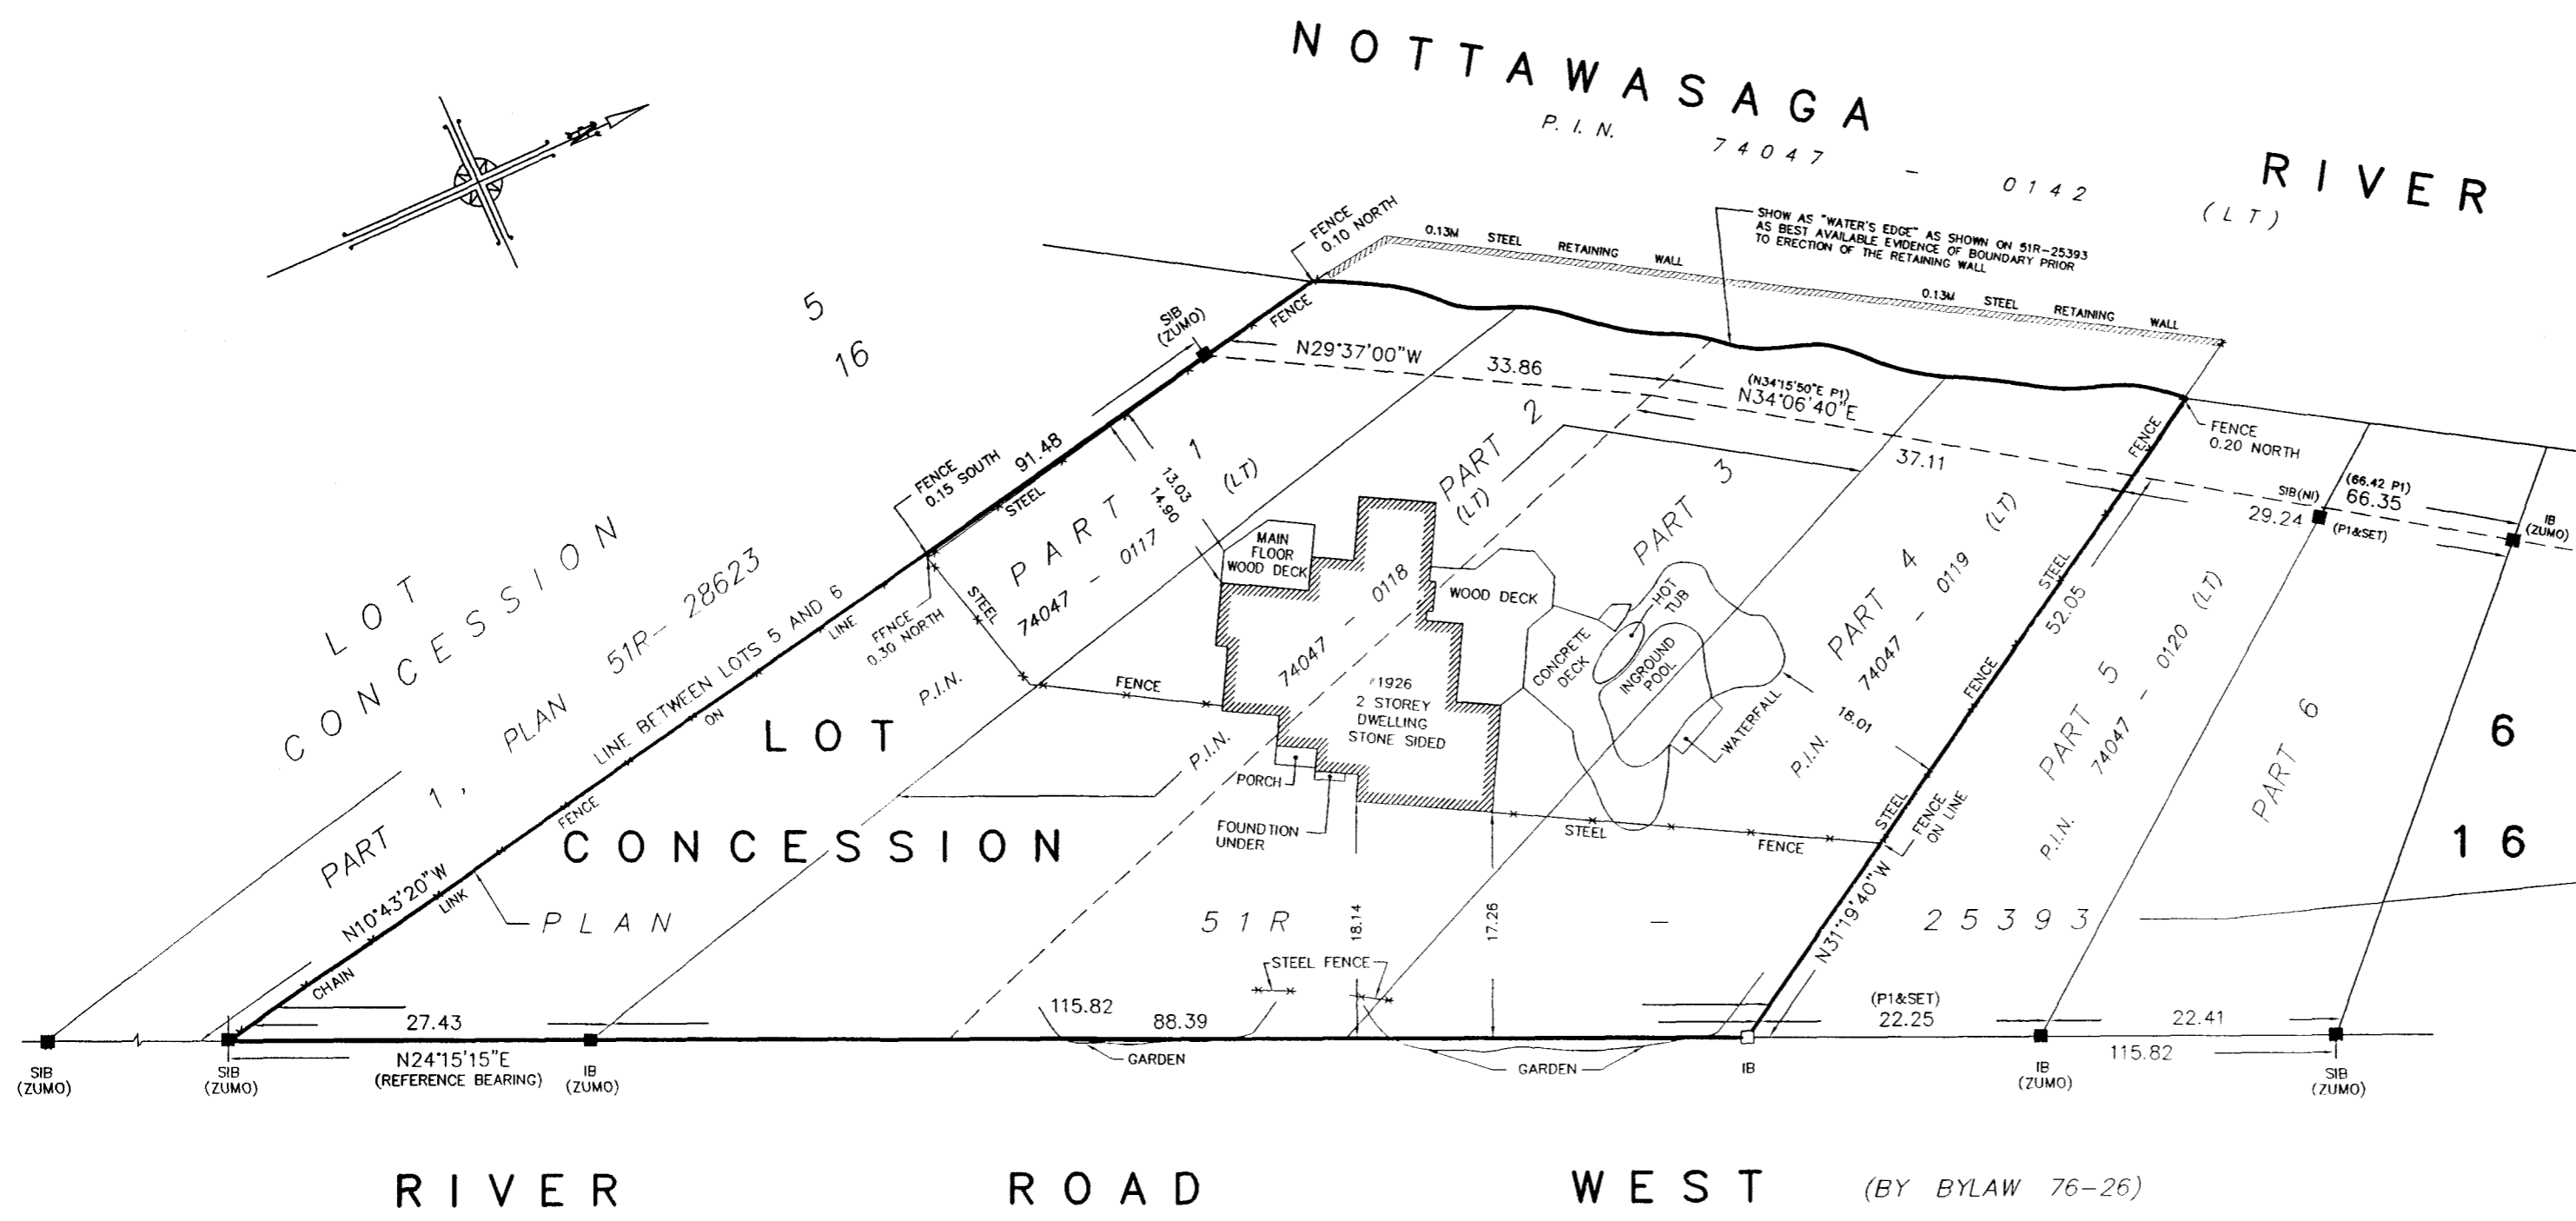 NOTTAWASAGA
RIVER
P.I.N. 74047 - 0142 (LT)
FENCE
0.10 NORTH
0.13M STEEL RETAINING WALL
0.13M STEEL RETAINING WALL
SHOW AS "WATER'S EDGE" AS SHOWN ON 51R-25393
AS BEST AVAILABLE EVIDENCE OF BOUNDARY PRIOR
TO ERECTION OF THE RETAINING WALL
5
16
SIB
(ZUMO)
FENCE
N29°37'00"W
33.86
(N34°15'50"E P1)
N34°06'40"E
37.11
FENCE
FENCE
0.20 NORTH
SIB(NI)
(66.42 P1)
66.35
29.24
(P1&SET)
IB
(ZUMO)
FENCE
0.15 SOUTH
91.48
STEEL
13.03
14.90
PART 1
74047 - 0117 (LT)
P.I.N.
PART 2
(LT)
74047 - 0118
P.I.N.
PART 3
PART 4
74047 - 0119 (LT)
P.I.N.
STEEL
52.05
FENCE
STEEL
PART 5
74047 - 0120 (LT)
P.I.N.
PART 6
6
16
LOT
CONCESSION
PART 1, PLAN 51R-28623
LINE BETWEEN LOTS 5 AND 6
FENCE ON LINE
FENCE
0.30 NORTH
STEEL
FENCE
MAIN
FLOOR
WOOD DECK
WOOD DECK
CONCRETE
DECK
HOT
TUB
INGROUND
POOL
WATERFALL
18.01
#1926
2 STOREY
DWELLING
STONE SIDED
PORCH
FOUNDTION
UNDER
STEEL
FENCE
FENCE
ON LINE
LOT
CONCESSION
N10°43'20"W
LINK
CHAIN
PLAN
51R - 25393
18.14
17.26
STEEL FENCE
N31°19'40"W
27.43
N24°15'15"E
(REFERENCE BEARING)
115.82
88.39
GARDEN
GARDEN
(P1&SET)
22.25
22.41
115.82
SIB
(ZUMO)
SIB
(ZUMO)
IB
(ZUMO)
IB
IB
(ZUMO)
SIB
(ZUMO)
RIVER ROAD WEST (BY BYLAW 76-26)